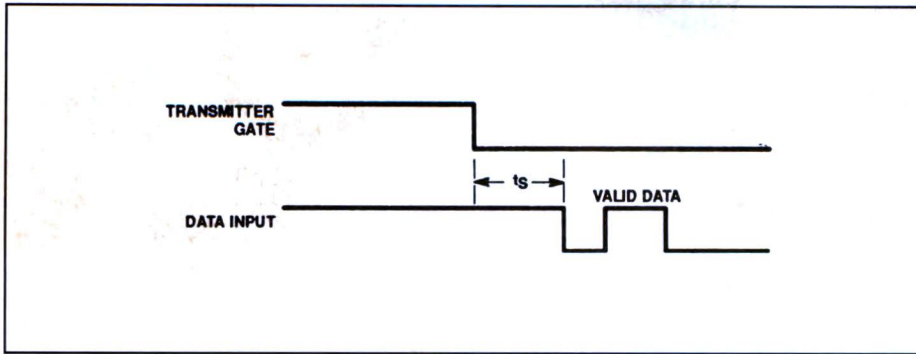 TRANSMITTER
GATE
tS
VALID DATA
DATA INPUT